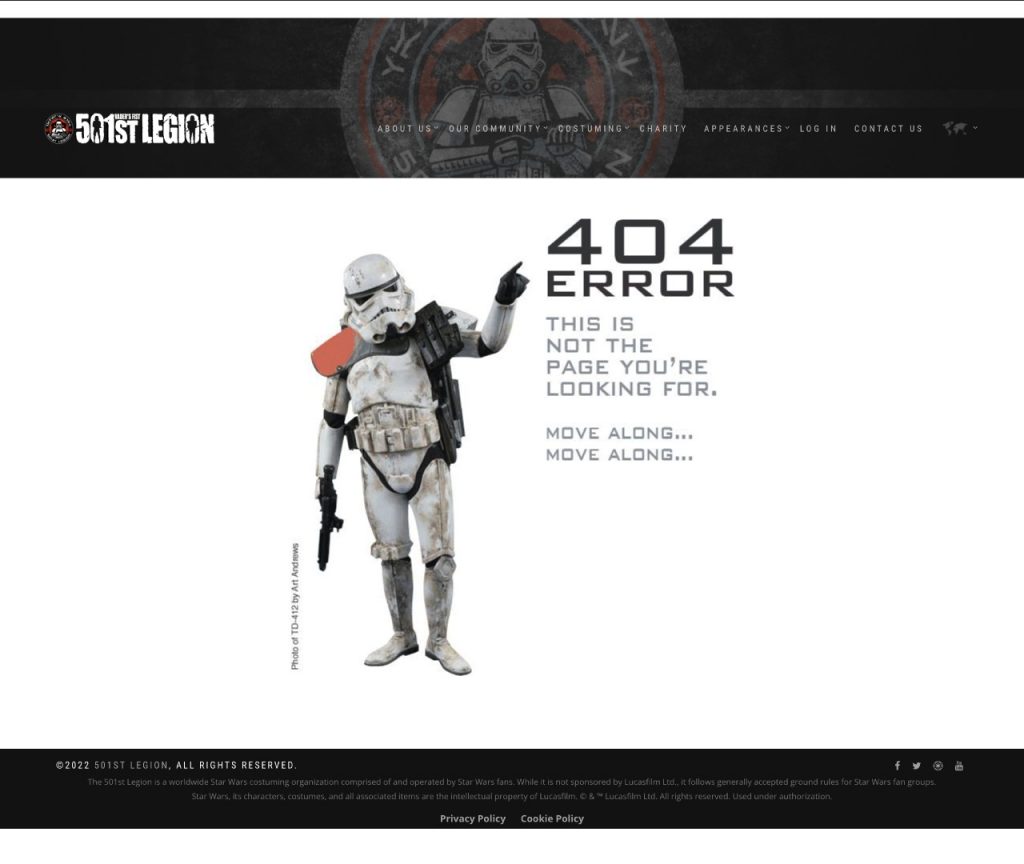 VADER'S FIST
501ST LEGION
ABOUT US
OUR COMMUNITY
COSTUMING
CHARITY
APPEARANCES
LOG IN
CONTACT US
404
ERROR
THIS IS
NOT THE
PAGE YOU'RE
LOOKING FOR.
MOVE ALONG...
MOVE ALONG...
Photo of TD-412 by Art Andrews
©2022 501ST LEGION, ALL RIGHTS RESERVED.
The 501st Legion is a worldwide Star Wars costuming organization comprised of and operated by Star Wars fans. While it is not sponsored by Lucasfilm Ltd., it follows generally accepted ground rules for Star Wars fan groups.
Star Wars, its characters, costumes, and all associated items are the intellectual property of Lucasfilm. © & ™ Lucasfilm Ltd. All rights reserved. Used under authorization.
Privacy Policy Cookie Policy